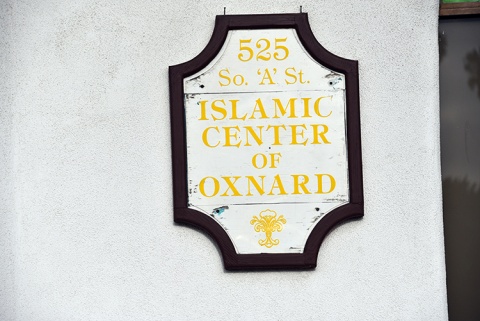 525
So. ‘A’ St.
ISLAMIC
CENTER
OF
OXNARD